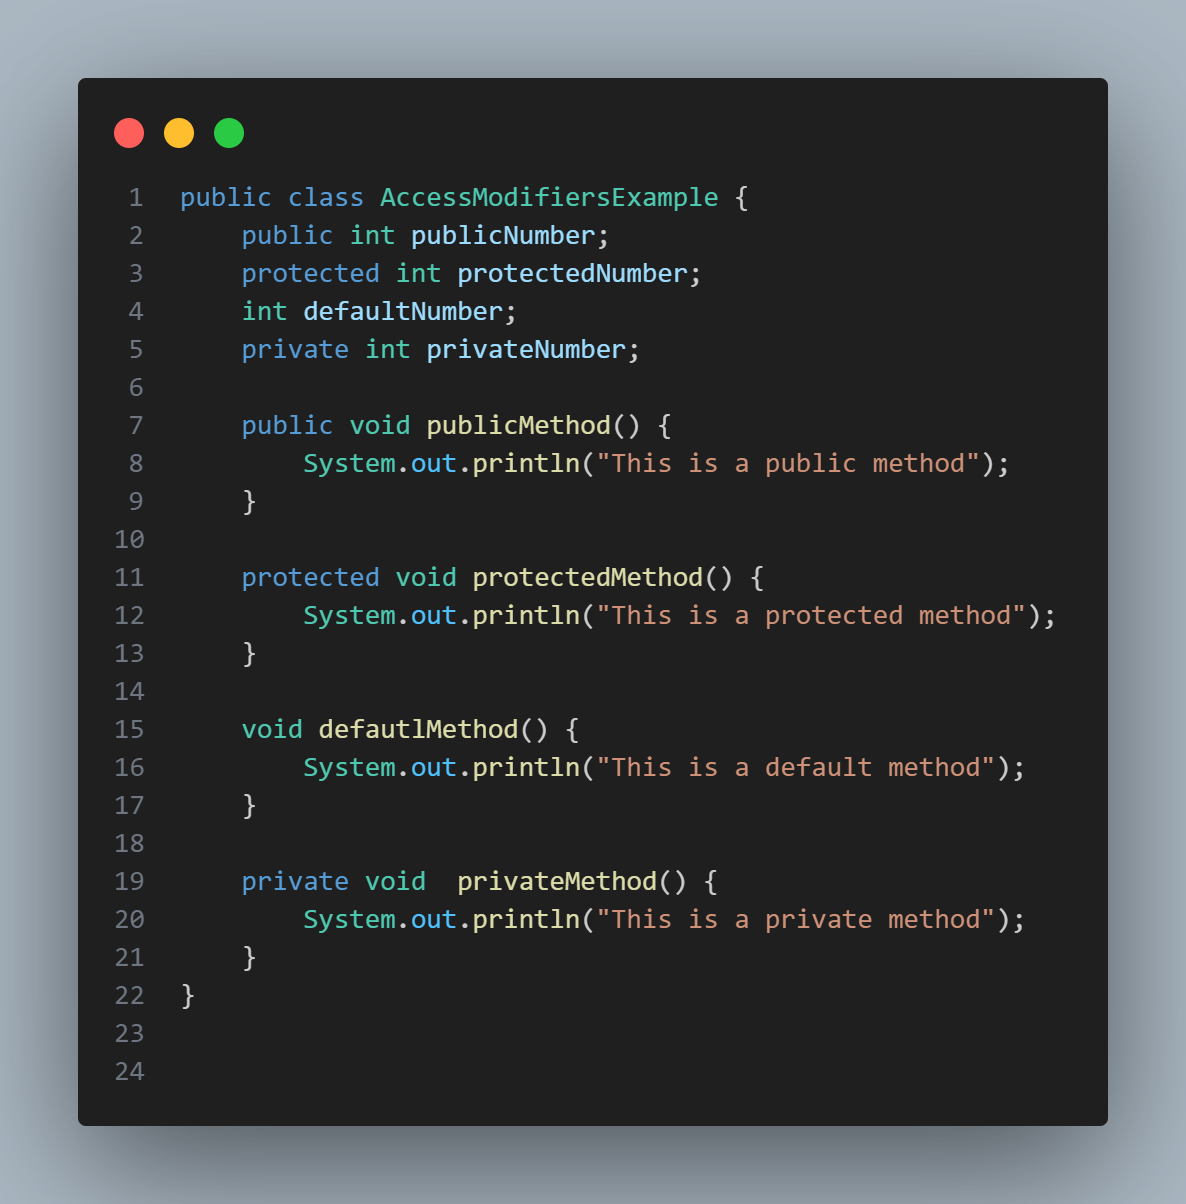 1 public class AccessModifiersExample {
2     public int publicNumber;
3     protected int protectedNumber;
4     int defaultNumber;
5     private int privateNumber;
6
7     public void publicMethod() {
8         System.out.println("This is a public method");
9     }
10
11     protected void protectedMethod() {
12         System.out.println("This is a protected method");
13     }
14
15     void defautlMethod() {
16         System.out.println("This is a default method");
17     }
18
19     private void  privateMethod() {
20         System.out.println("This is a private method");
21     }
22 }
23
24